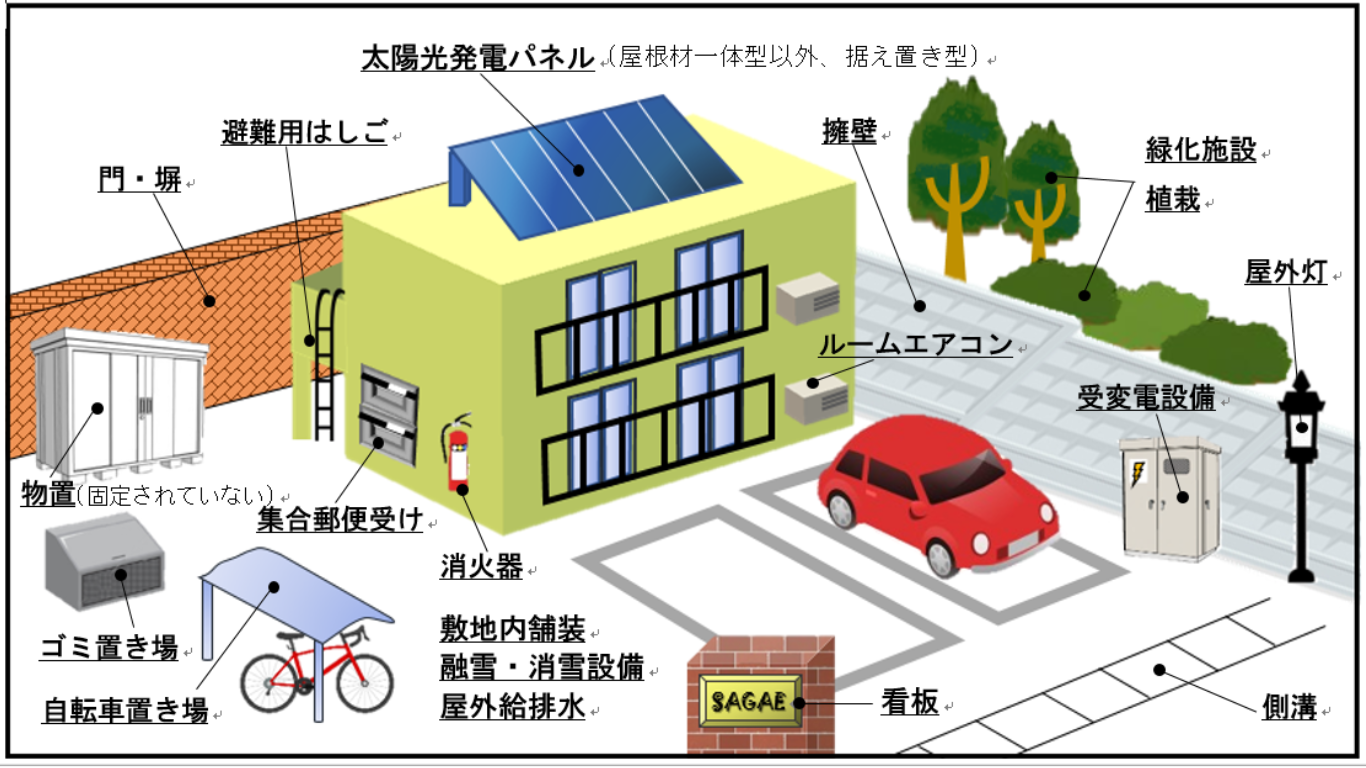 太陽光発電パネル(屋根材一体型以外、据え置き型)
避難用はしご
擁壁
門・塀
緑化施設
植栽
屋外灯
ルームエアコン
受変電設備
物置(固定されていない)
集合郵便受け
消火器
ゴミ置き場
敷地内舗装
融雪・消雪設備
屋外給排水
自転車置き場
SAGAE
看板
側溝